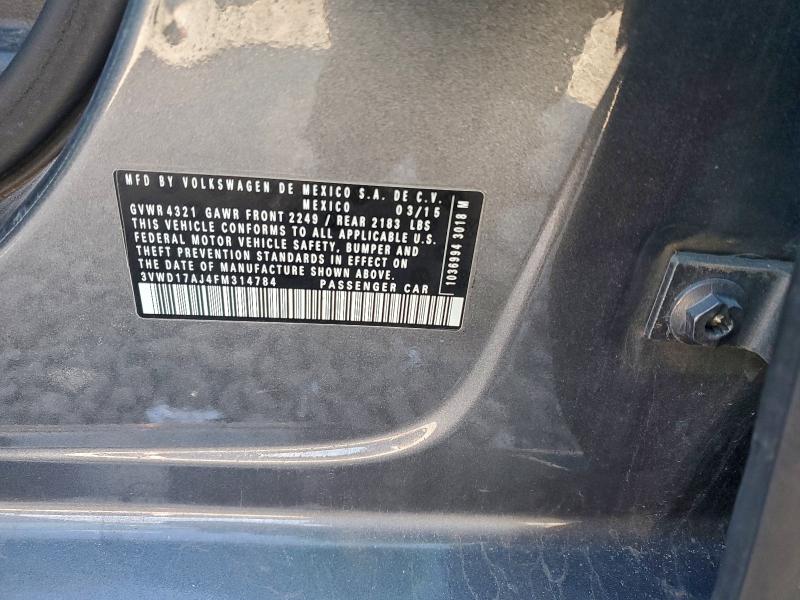 MFD BY VOLKSWAGEN DE MEXICO S.A. DE C.V.
MEXICO 03/15
GVWR 4321 GAWR FRONT 2249 / REAR 2183 LBS
THIS VEHICLE CONFORMS TO ALL APPLICABLE U.S.
FEDERAL MOTOR VEHICLE SAFETY, BUMPER AND
THEFT PREVENTION STANDARDS IN EFFECT ON
THE DATE OF MANUFACTURE SHOWN ABOVE.
3VWD17AJ4FM314784 PASSENGER CAR
1036994 3018 M